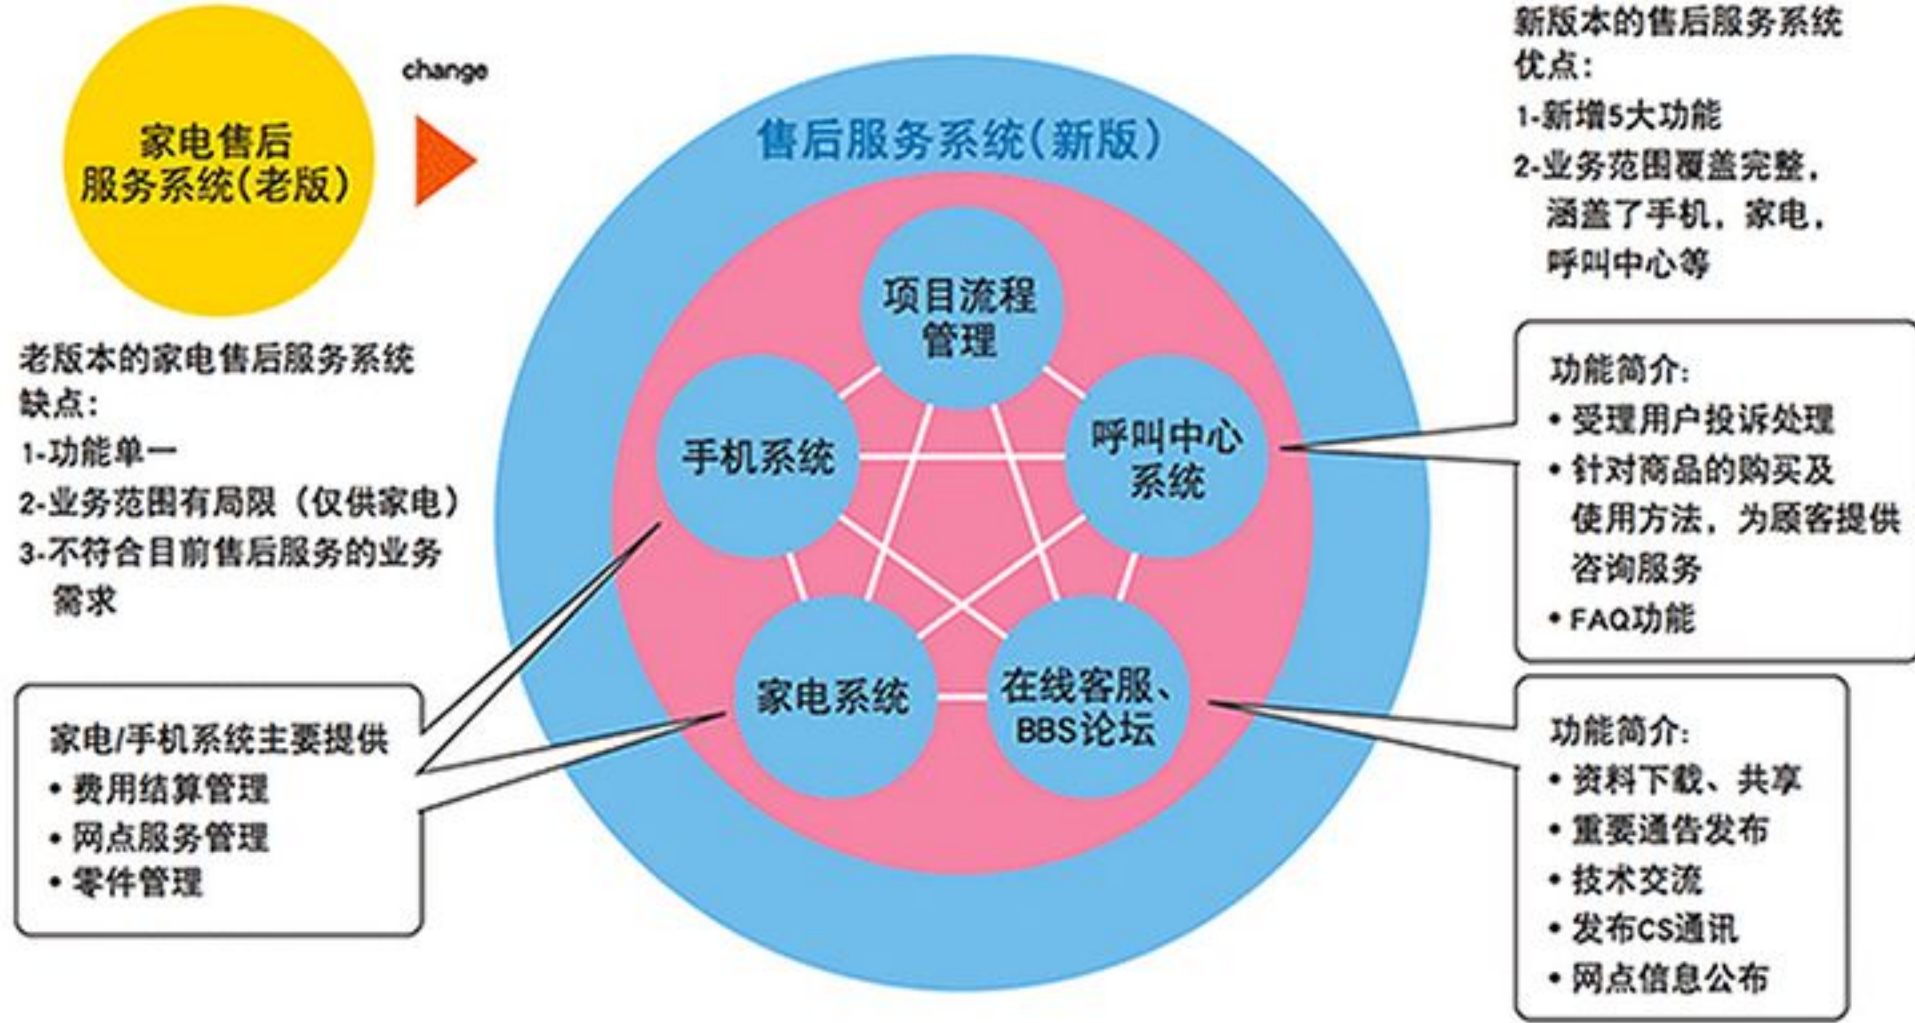 家电售后
服务系统(老版)
change
老版本的家电售后服务系统
缺点：
1-功能单一
2-业务范围有局限（仅供家电）
3-不符合目前售后服务的业务
需求
家电/手机系统主要提供
• 费用结算管理
• 网点服务管理
• 零件管理
售后服务系统(新版)
项目流程
管理
手机系统
呼叫中心
系统
家电系统
在线客服、
BBS论坛
新版本的售后服务系统
优点：
1-新增5大功能
2-业务范围覆盖完整，
涵盖了手机，家电，
呼叫中心等
功能简介:
• 受理用户投诉处理
• 针对商品的购买及
使用方法，为顾客提供
咨询服务
• FAQ功能
功能简介:
• 资料下载、共享
• 重要通告发布
• 技术交流
• 发布CS通讯
• 网点信息公布